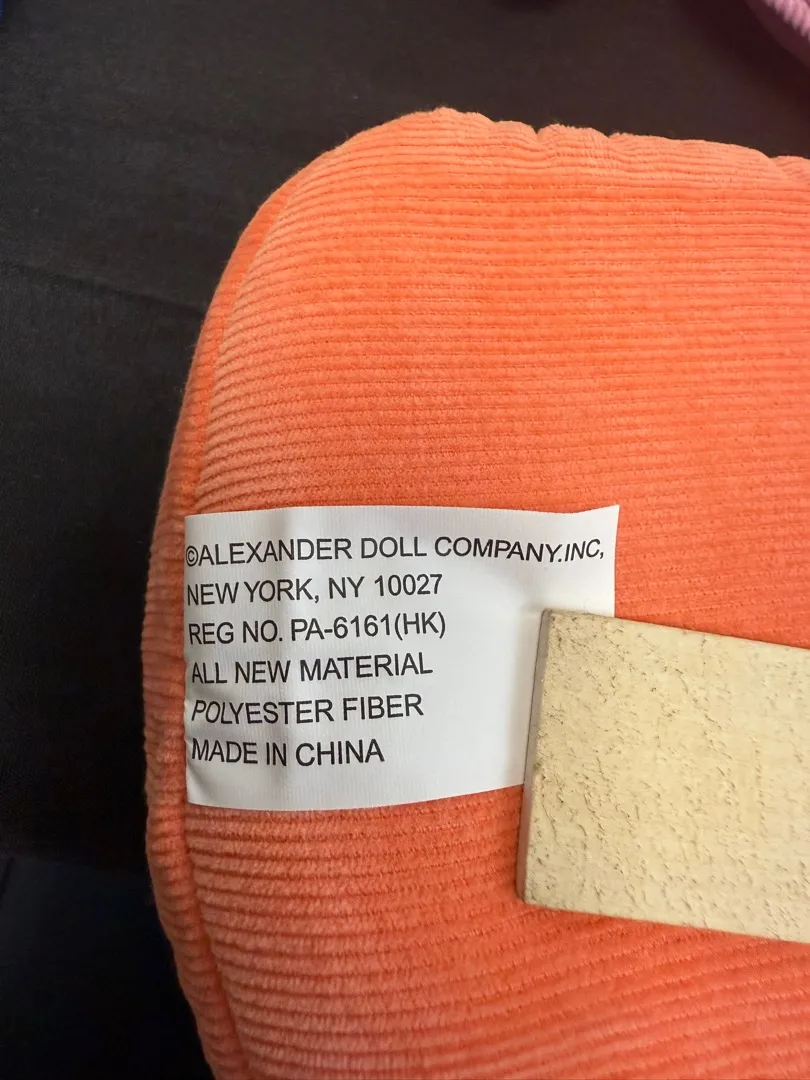 ©ALEXANDER DOLL COMPANY.INC,
NEW YORK, NY 10027
REG NO. PA-6161(HK)
ALL NEW MATERIAL
POLYESTER FIBER
MADE IN CHINA